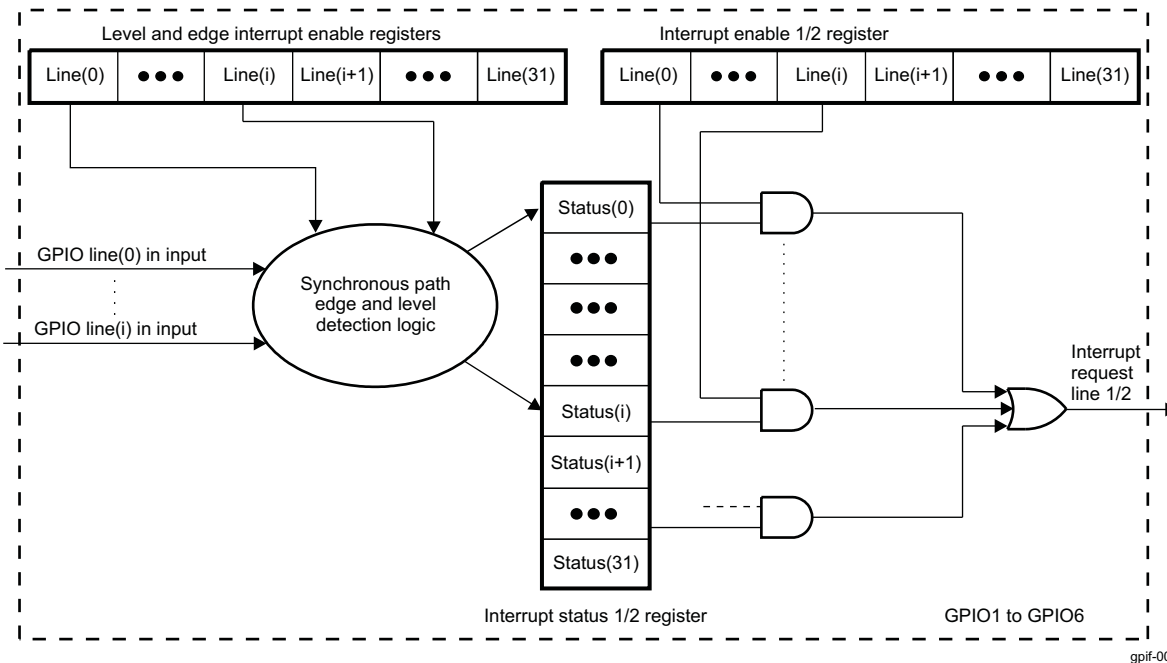 Level and edge interrupt enable registers
Interrupt enable 1/2 register
Line(0) ●●● Line(i) Line(i+1) ●●● Line(31)
Line(0) ●●● Line(i) Line(i+1) ●●● Line(31)
GPIO line(0) in input
GPIO line(i) in input
Synchronous path
edge and level
detection logic
Status(0)
●●●
●●●
●●●
Status(i)
Status(i+1)
●●●
Status(31)
Interrupt
request
line 1/2
Interrupt status 1/2 register
GPIO1 to GPIO6
gpif-00